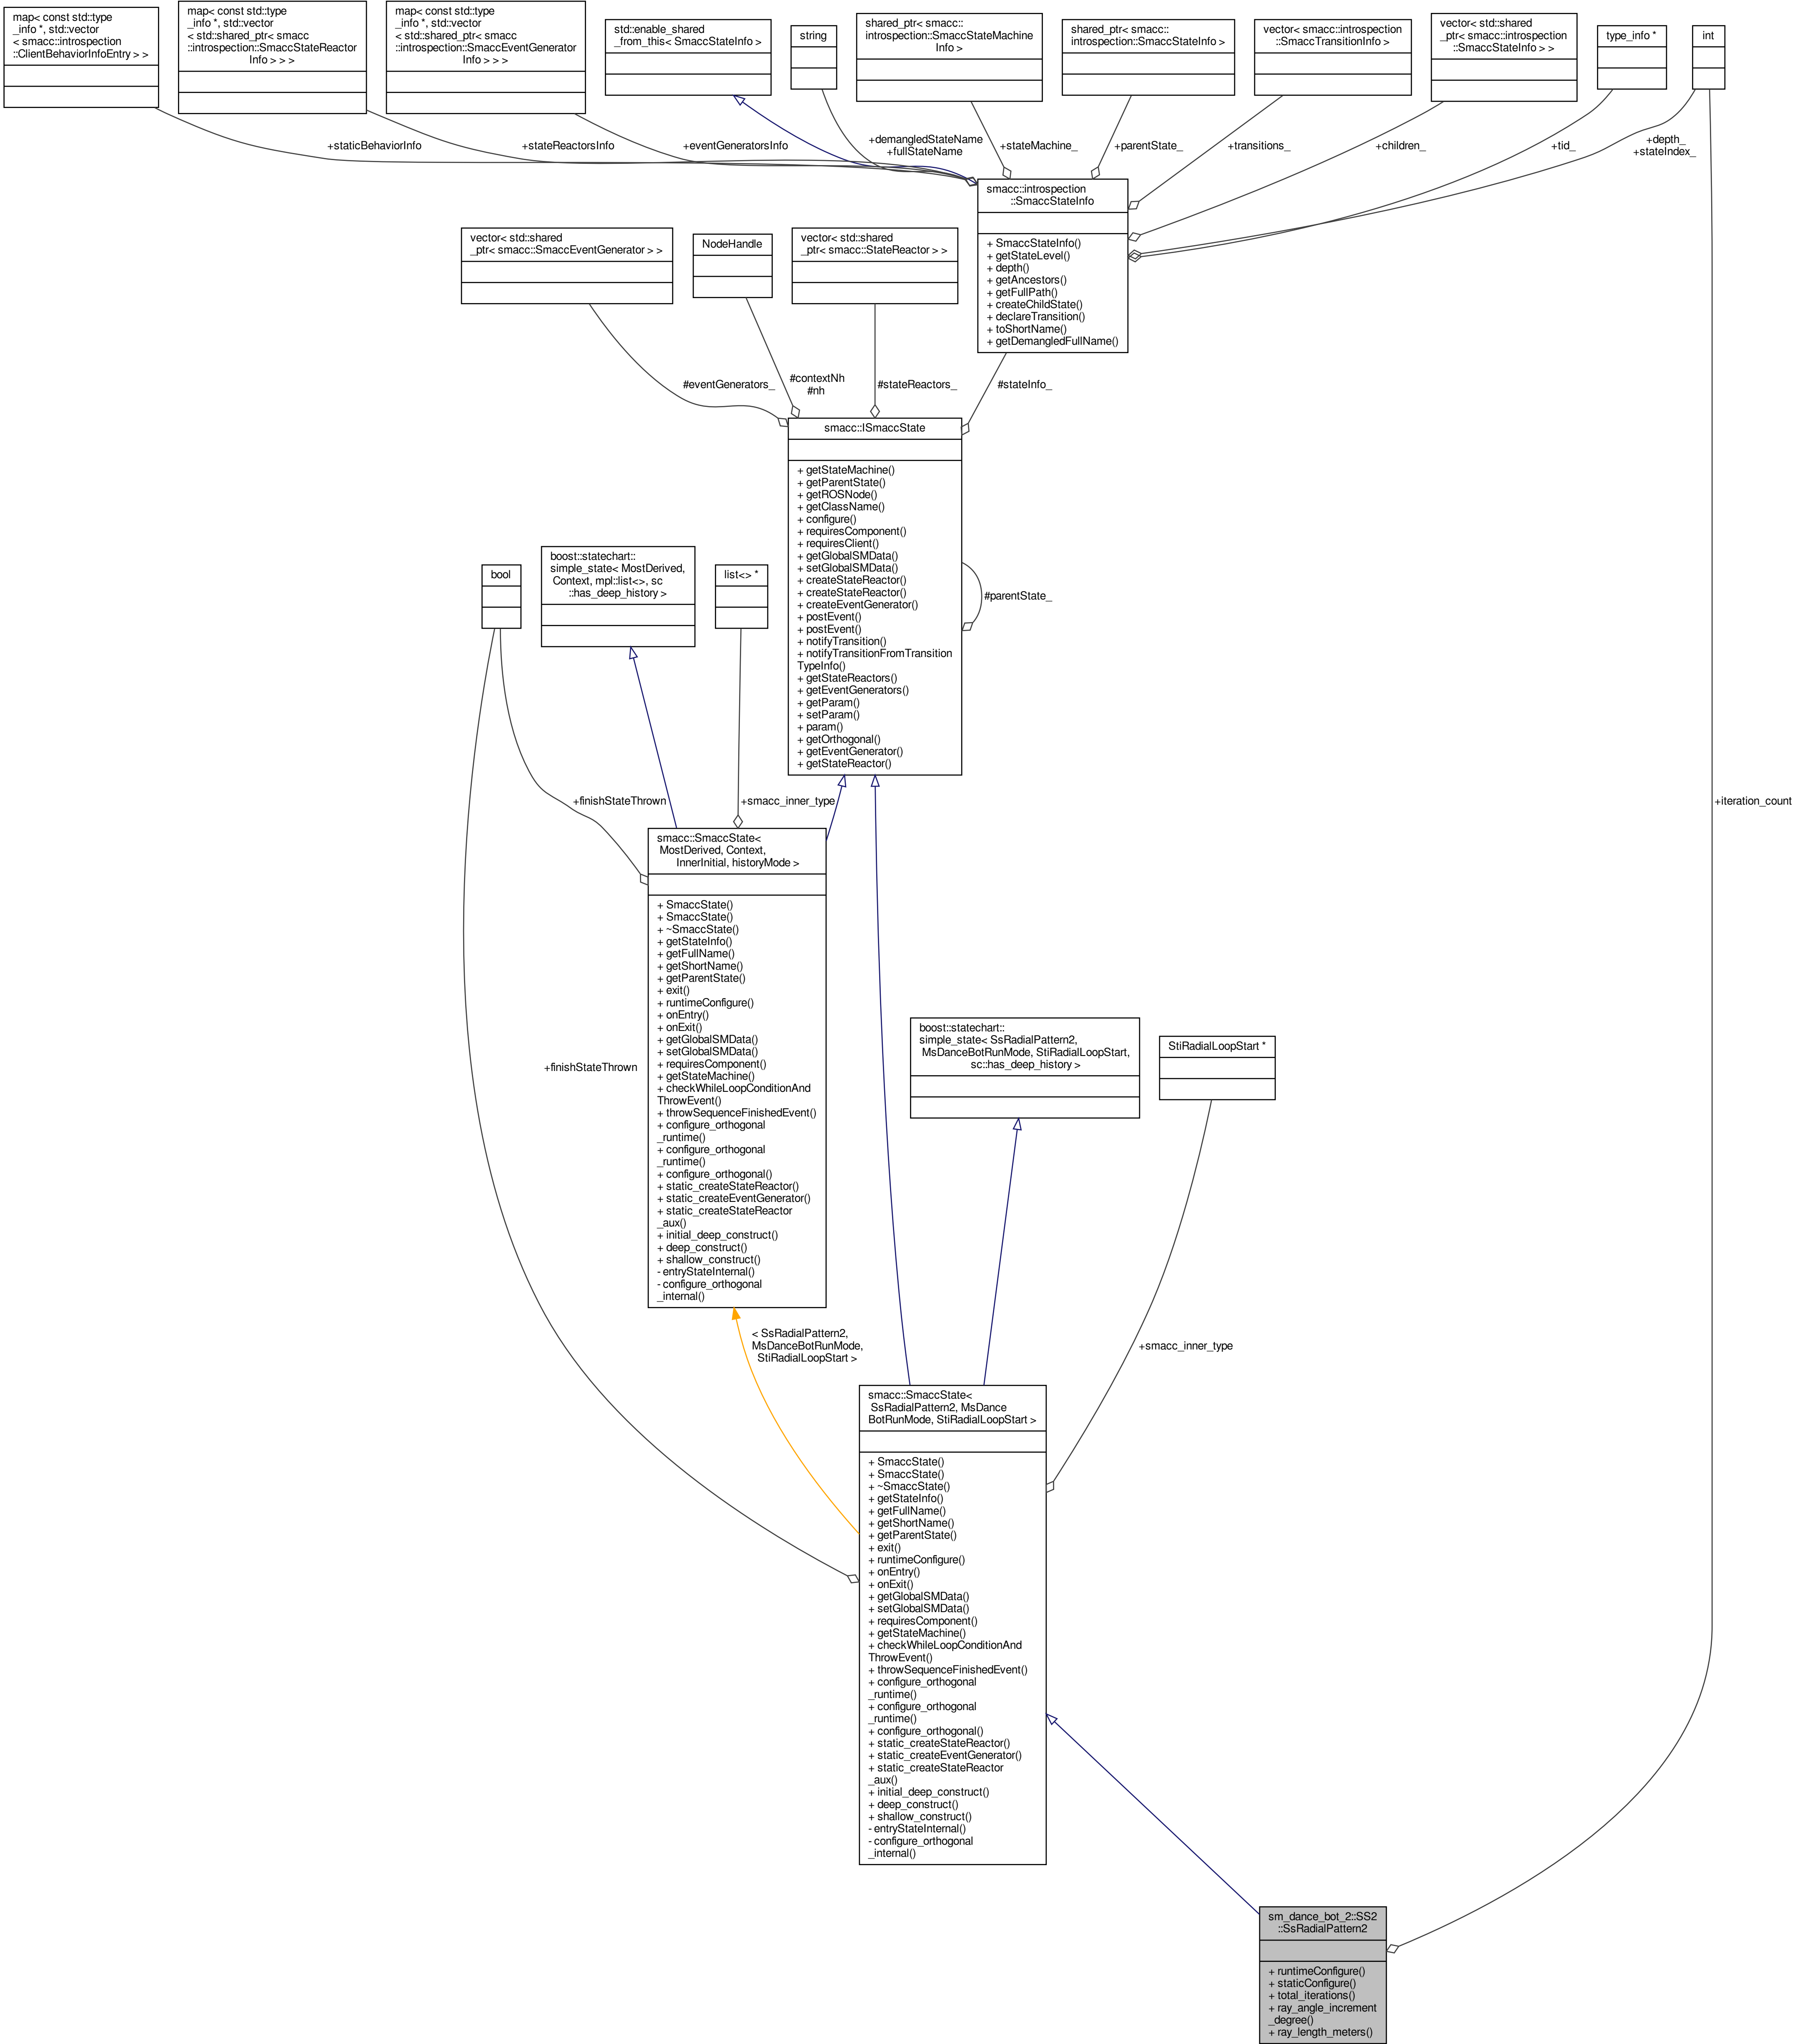 map< const std::type
_info *, std::vector
< smacc::introspection
::ClientBehaviorInfoEntry > >
map< const std::type
_info *, std::vector
< std::shared_ptr< smacc
::introspection::SmaccStateReactor
Info > > >
map< const std::type
_info *, std::vector
< std::shared_ptr< smacc
::introspection::SmaccEventGenerator
Info > > >
std::enable_shared
_from_this< SmaccStateInfo >
string
shared_ptr< smacc::
introspection::SmaccStateMachine
Info >
shared_ptr< smacc::
introspection::SmaccStateInfo >
vector< smacc::introspection
::SmaccTransitionInfo >
vector< std::shared
_ptr< smacc::introspection
::SmaccStateInfo > >
type_info *
int
+staticBehaviorInfo
+stateReactorsInfo
+eventGeneratorsInfo
+demangledStateName
+fullStateName
+stateMachine_
+parentState_
+transitions_
+children_
+tid_
+depth_
+stateIndex_
smacc::introspection
::SmaccStateInfo
+ SmaccStateInfo()
+ getStateLevel()
+ depth()
+ getAncestors()
+ getFullPath()
+ createChildState()
+ declareTransition()
+ toShortName()
+ getDemangledFullName()
vector< std::shared
_ptr< smacc::SmaccEventGenerator > >
NodeHandle
vector< std::shared
_ptr< smacc::StateReactor > >
#eventGenerators_
#contextNh
#nh
#stateReactors_
#stateInfo_
smacc::ISmaccState
+ getStateMachine()
+ getParentState()
+ getROSNode()
+ getClassName()
+ configure()
+ requiresComponent()
+ requiresClient()
+ getGlobalSMData()
+ setGlobalSMData()
+ createStateReactor()
+ createStateReactor()
+ createEventGenerator()
+ postEvent()
+ postEvent()
+ notifyTransition()
+ notifyTransitionFromTransition
TypeInfo()
+ getStateReactors()
+ getEventGenerators()
+ getParam()
+ setParam()
+ param()
+ getOrthogonal()
+ getEventGenerator()
+ getStateReactor()
#parentState_
bool
boost::statechart::
simple_state< MostDerived,
Context, mpl::list<>, sc
::has_deep_history >
list<> *
+finishStateThrown
+smacc_inner_type
+iteration_count
smacc::SmaccState<
MostDerived, Context,
InnerInitial, historyMode >
+ SmaccState()
+ SmaccState()
+ ~SmaccState()
+ getStateInfo()
+ getFullName()
+ getShortName()
+ getParentState()
+ exit()
+ runtimeConfigure()
+ onEntry()
+ onExit()
+ getGlobalSMData()
+ setGlobalSMData()
+ requiresComponent()
+ getStateMachine()
+ checkWhileLoopConditionAnd
ThrowEvent()
+ throwSequenceFinishedEvent()
+ configure_orthogonal
_runtime()
+ configure_orthogonal
_runtime()
+ configure_orthogonal()
+ static_createStateReactor()
+ static_createEventGenerator()
+ static_createStateReactor
_aux()
+ initial_deep_construct()
+ deep_construct()
+ shallow_construct()
- entryStateInternal()
- configure_orthogonal
_internal()
+finishStateThrown
boost::statechart::
simple_state< SsRadialPattern2,
MsDanceBotRunMode, StiRadialLoopStart,
sc::has_deep_history >
StiRadialLoopStart *
< SsRadialPattern2,
MsDanceBotRunMode,
StiRadialLoopStart >
+smacc_inner_type
smacc::SmaccState<
SsRadialPattern2, MsDance
BotRunMode, StiRadialLoopStart >
+ SmaccState()
+ SmaccState()
+ ~SmaccState()
+ getStateInfo()
+ getFullName()
+ getShortName()
+ getParentState()
+ exit()
+ runtimeConfigure()
+ onEntry()
+ onExit()
+ getGlobalSMData()
+ setGlobalSMData()
+ requiresComponent()
+ getStateMachine()
+ checkWhileLoopConditionAnd
ThrowEvent()
+ throwSequenceFinishedEvent()
+ configure_orthogonal
_runtime()
+ configure_orthogonal
_runtime()
+ configure_orthogonal()
+ static_createStateReactor()
+ static_createEventGenerator()
+ static_createStateReactor
_aux()
+ initial_deep_construct()
+ deep_construct()
+ shallow_construct()
- entryStateInternal()
- configure_orthogonal
_internal()
sm_dance_bot_2::SS2
::SsRadialPattern2
+ runtimeConfigure()
+ staticConfigure()
+ total_iterations()
+ ray_angle_increment
_degree()
+ ray_length_meters()